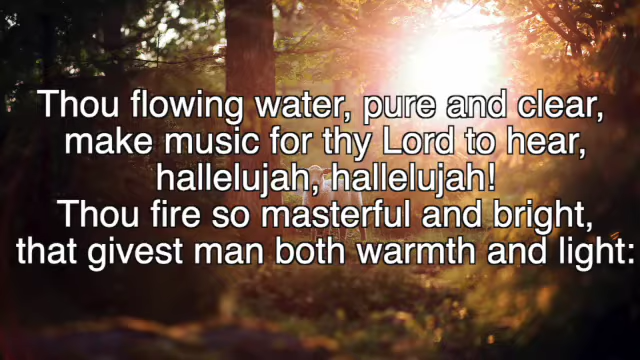 Thou flowing water, pure and clear,
make music for thy Lord to hear,
hallelujah, hallelujah!
Thou fire so masterful and bright,
that givest man both warmth and light: